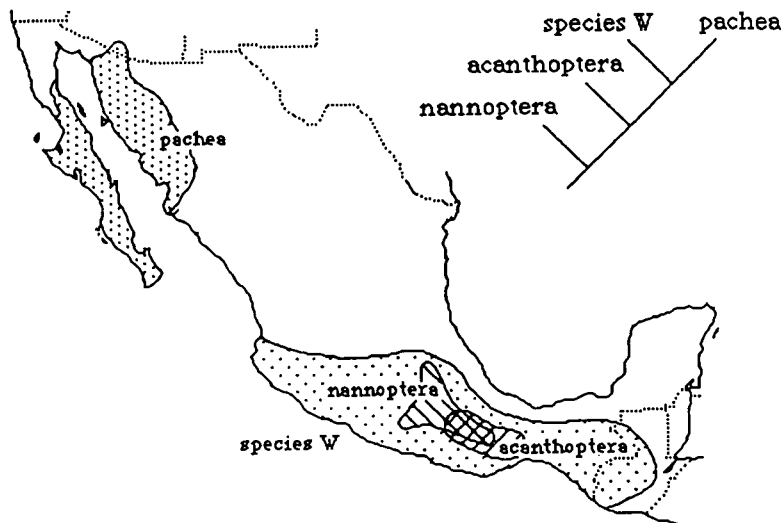 species W pachea
acanthoptera
nannoptera
pachea
nannoptera
species W
acanthoptera